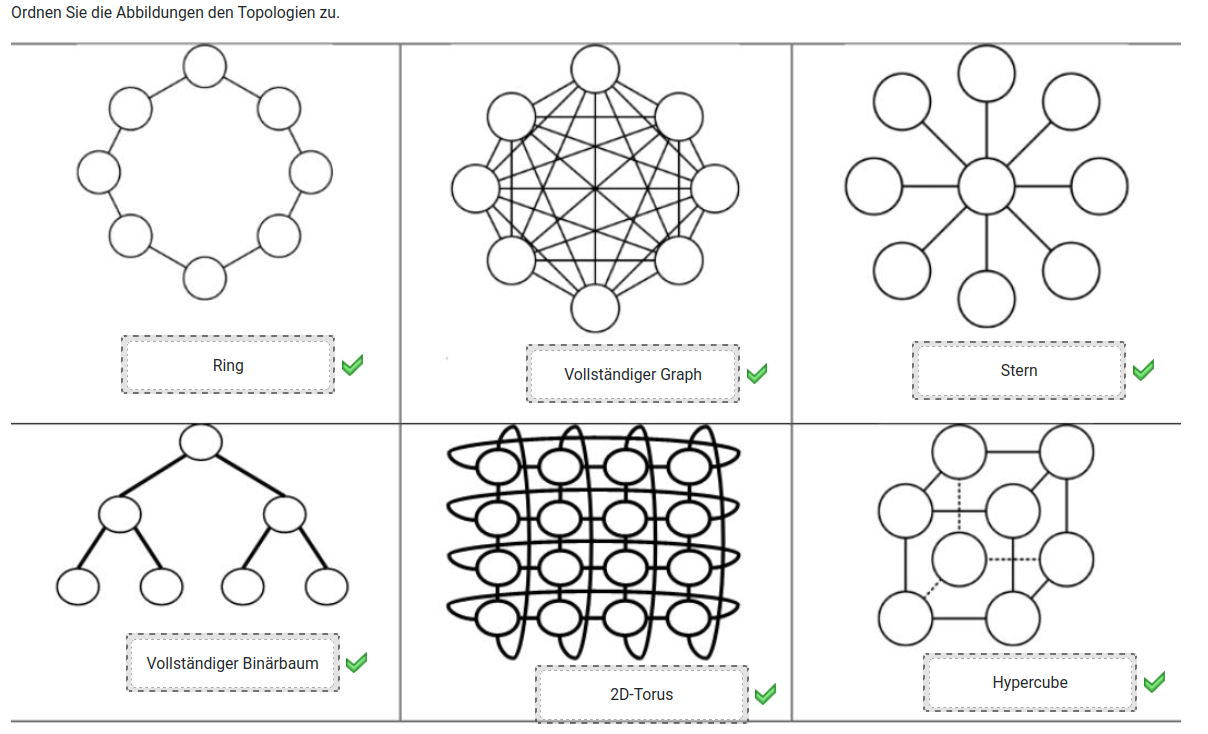 Ordnen Sie die Abbildungen den Topologien zu.
Ring
Vollständiger Graph
Stern
Vollständiger Binärbaum
2D-Torus
Hypercube